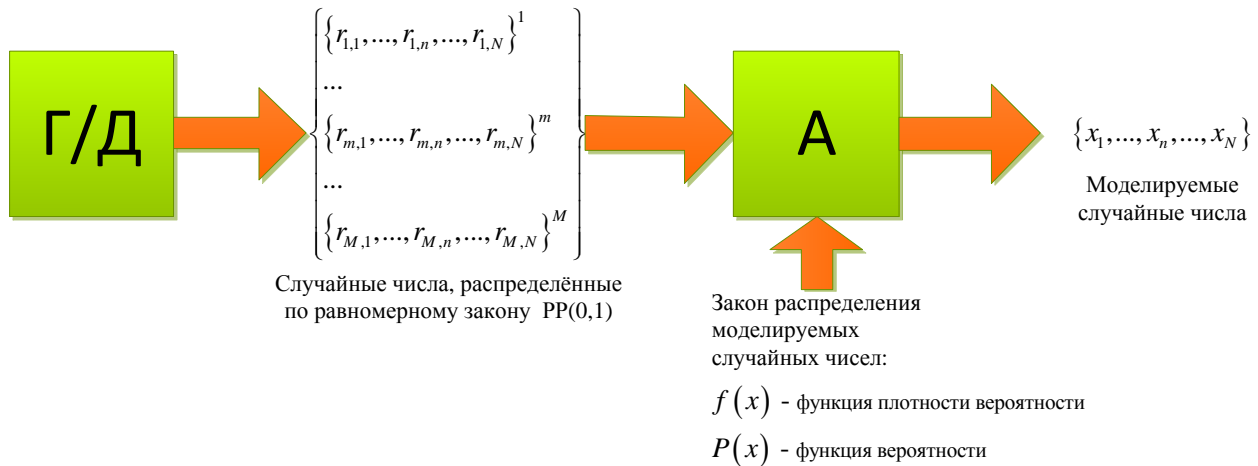 Г/Д
{r1,1,...,r1,n,...,r1,N}^1
...
{rm,1,...,rm,n,...,rm,N}^m
...
{rM,1,...,rM,n,...,rM,N}^M
Случайные числа, распределённые
по равномерному закону РР(0,1)
А
{x1,...,xn,...,xN}
Моделируемые
случайные числа
Закон распределения
моделируемых
случайных чисел:
f(x) - функция плотности вероятности
P(x) - функция вероятности